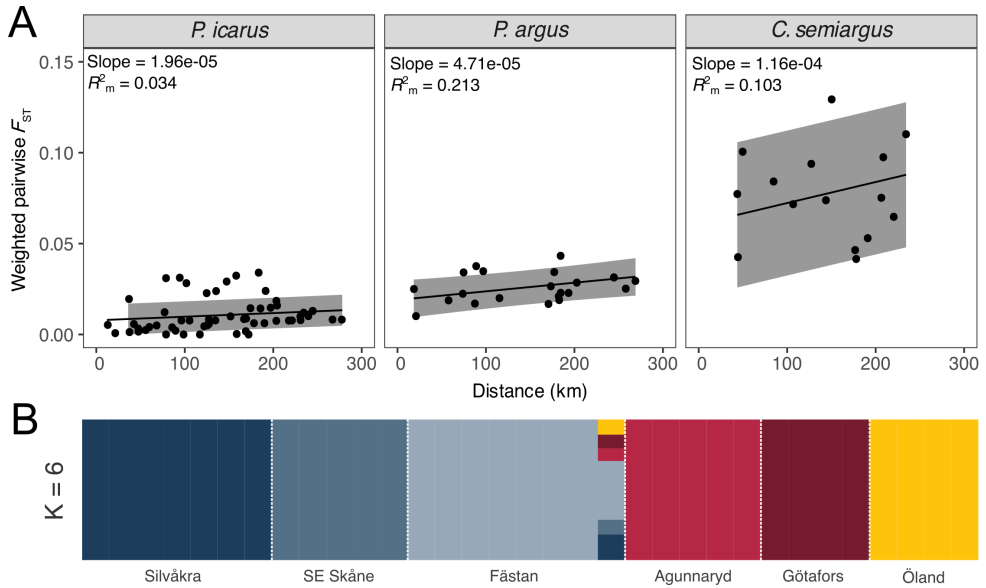 A
P. icarus
P. argus
C. semiargus
Slope = 1.96e-05
R²m = 0.034
Slope = 4.71e-05
R²m = 0.213
Slope = 1.16e-04
R²m = 0.103
Weighted pairwise FST
0.15
0.10
0.05
0.00
0 100 200 300
0 100 200 300
0 100 200 300
Distance (km)
B
K = 6
Silvåkra
SE Skåne
Fästan
Agunnaryd
Götafors
Öland